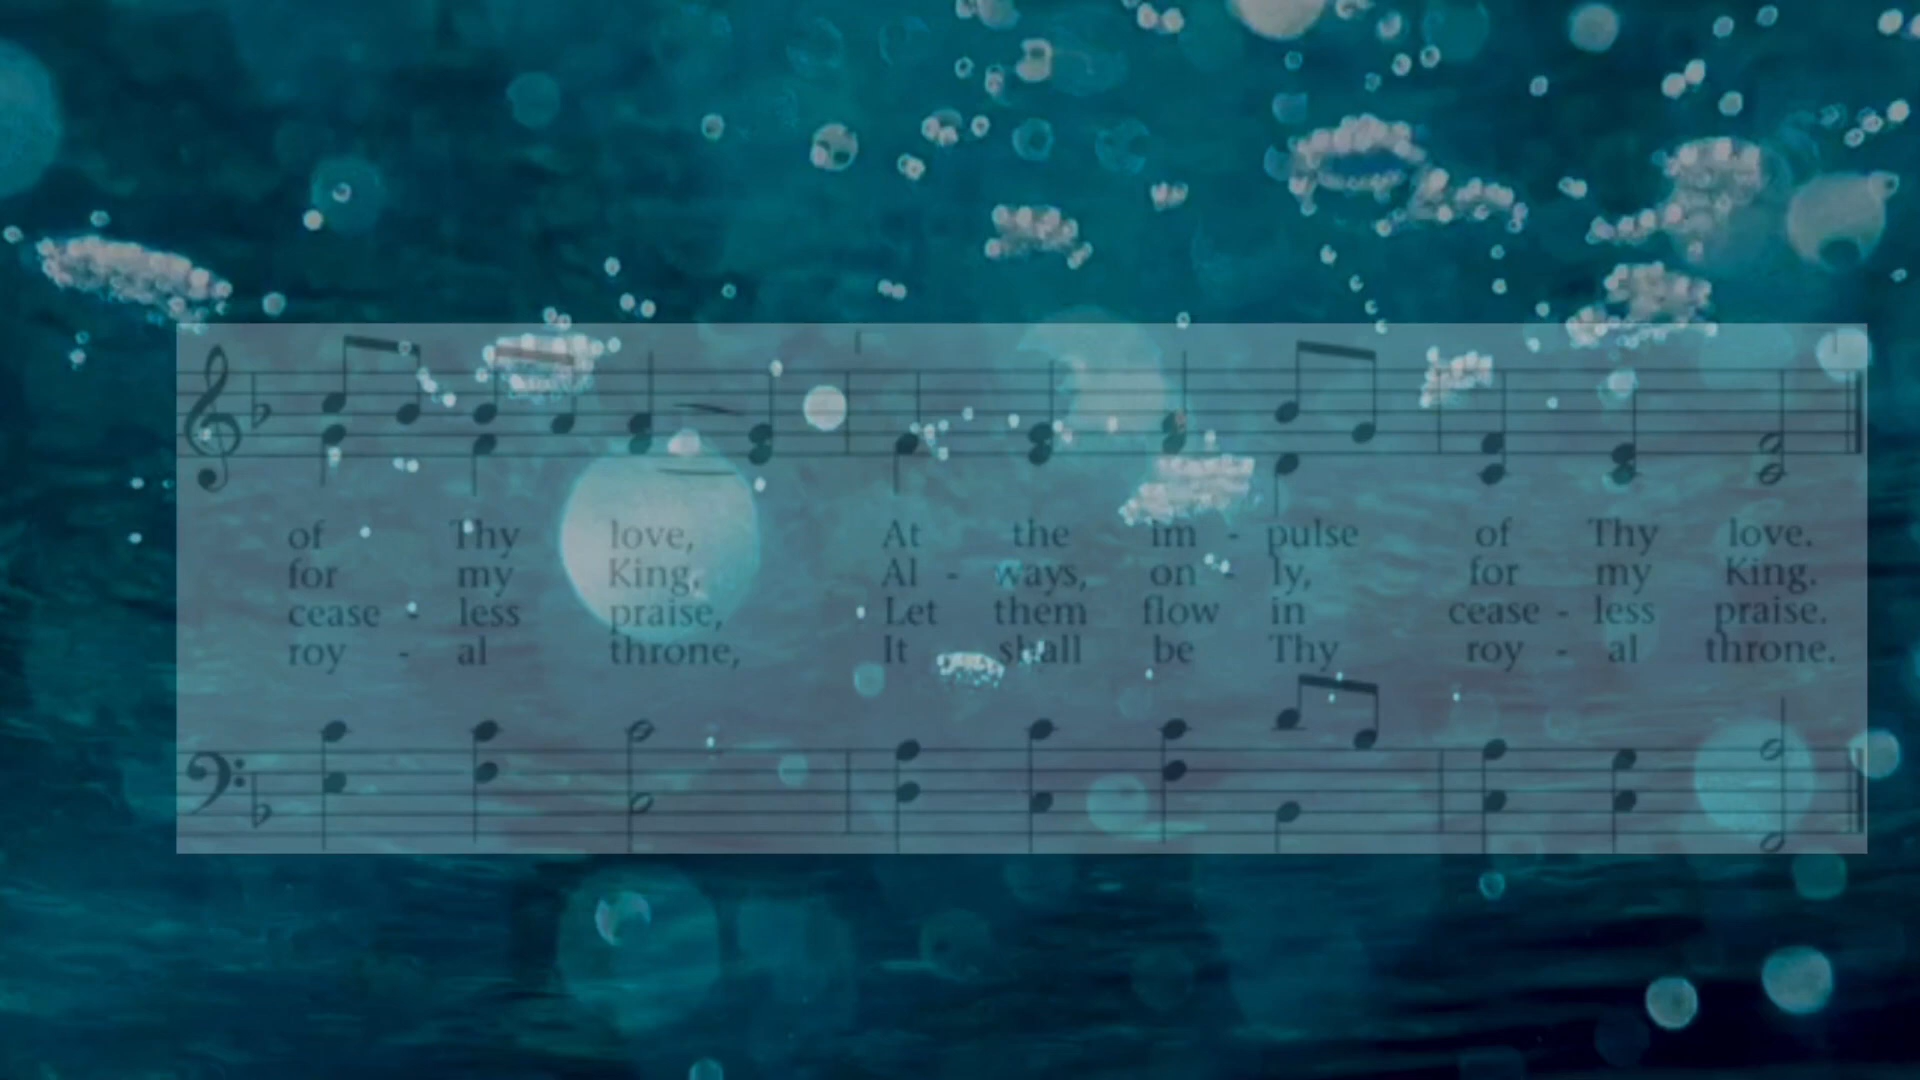 of Thy love, At the im - pulse of Thy love.
for my King, Al - ways, on - ly, for my King.
cease - less praise, Let them flow in cease - less praise.
roy - al throne, It shall be Thy roy - al throne.